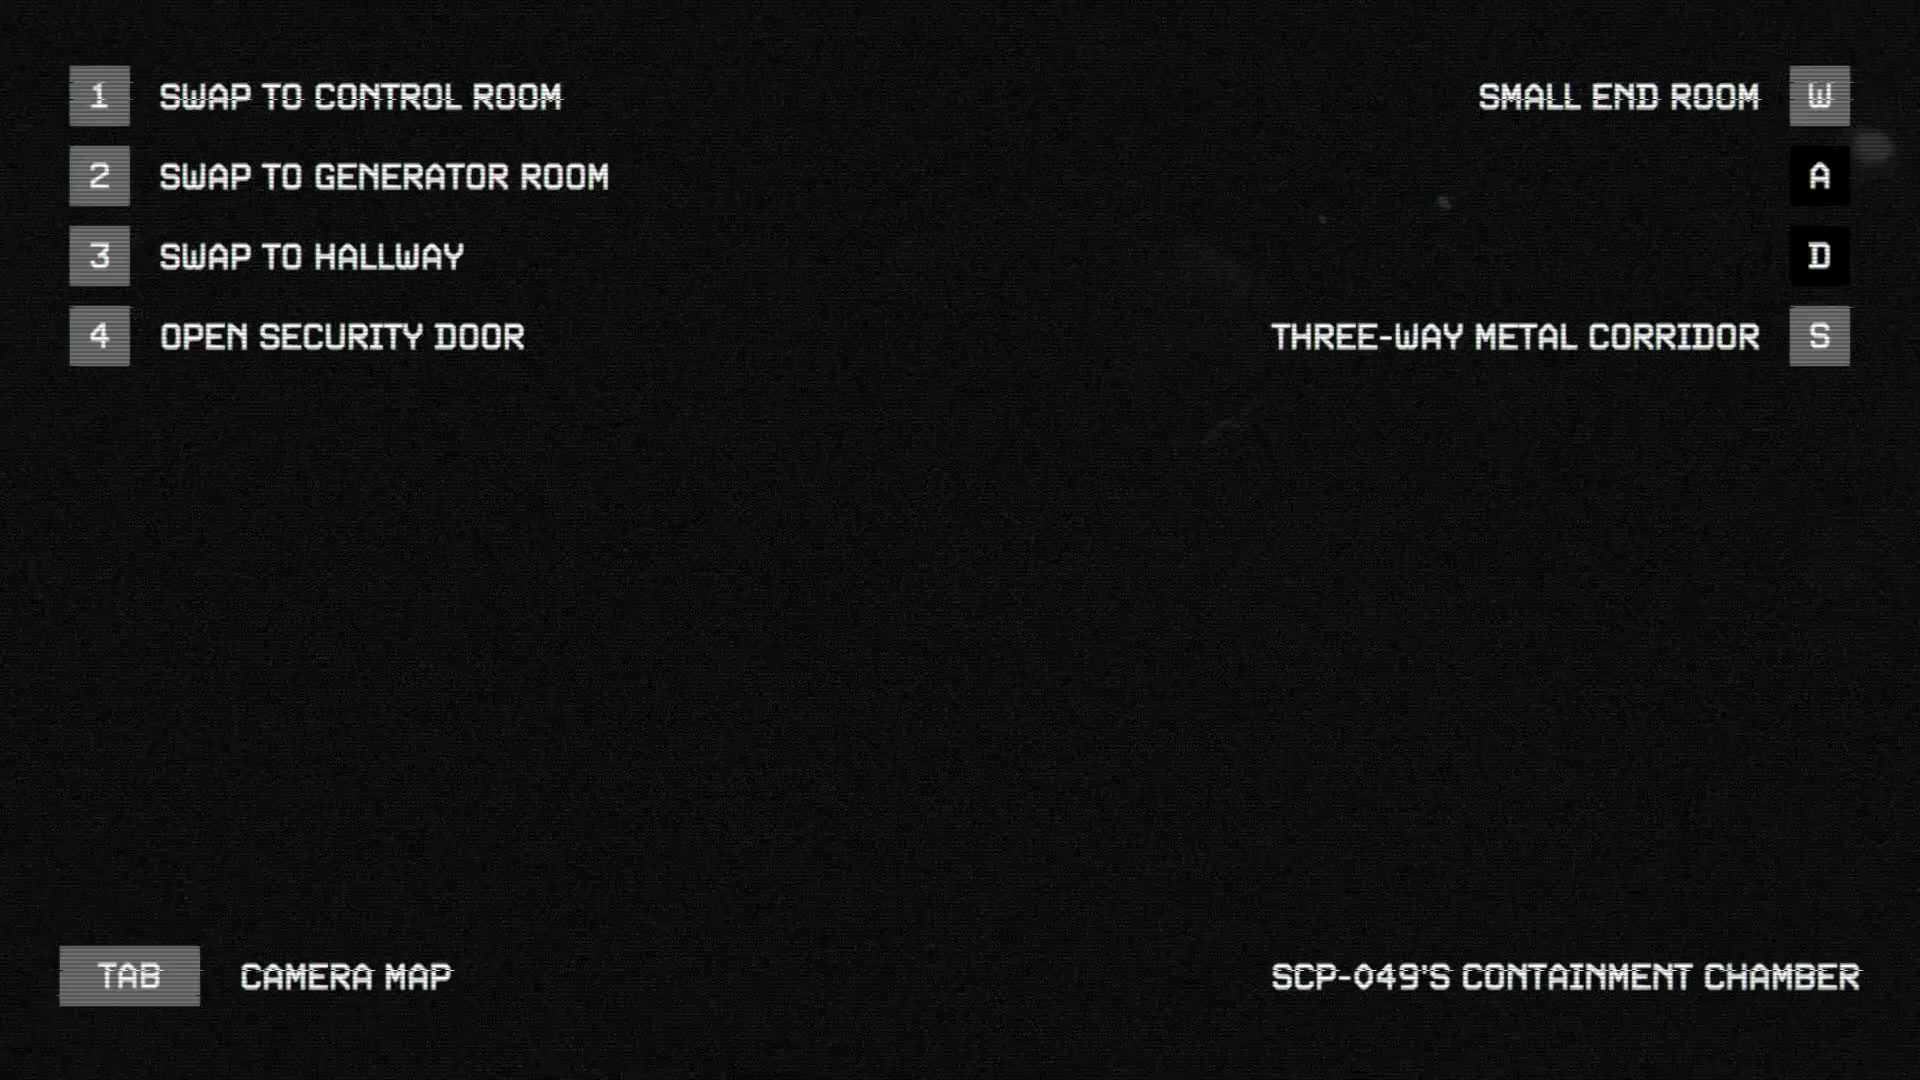 1 SWAP TO CONTROL ROOM
2 SWAP TO GENERATOR ROOM
3 SWAP TO HALLWAY
4 OPEN SECURITY DOOR
SMALL END ROOM W
A
D
THREE-WAY METAL CORRIDOR S
TAB CAMERA MAP
SCP-049'S CONTAINMENT CHAMBER